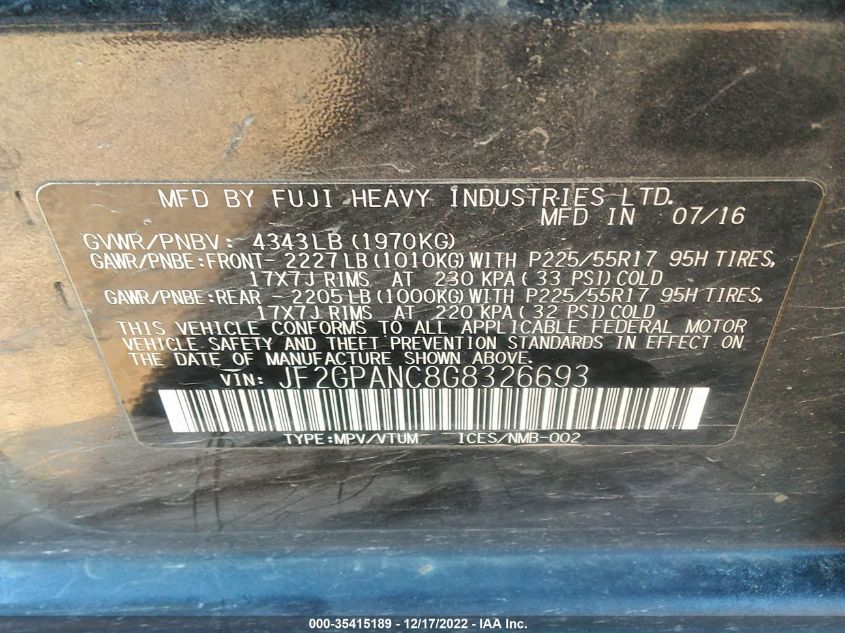 MFD BY FUJI HEAVY INDUSTRIES LTD.
MFD IN 07/16
GVWR/PNBV: 4343LB (1970KG)
GAWR/PNBE:FRONT- 2227LB (1010KG) WITH P225/55R17 95H TIRES,
17X7J RIMS AT 230 KPA (33 PSI) COLD
GAWR/PNBE:REAR - 2205LB (1000KG) WITH P225/55R17 95H TIRES,
17X7J RIMS AT 220 KPA (32 PSI) COLD
THIS VEHICLE CONFORMS TO ALL APPLICABLE FEDERAL MOTOR
VEHICLE SAFETY AND THEFT PREVENTION STANDARDS IN EFFECT ON
THE DATE OF MANUFACTURE SHOWN ABOVE.
VIN: JF2GPANC8G8326693
TYPE:MPV/VTUM ICES/NMB-002
000-35415189 - 12/17/2022 - IAA Inc.